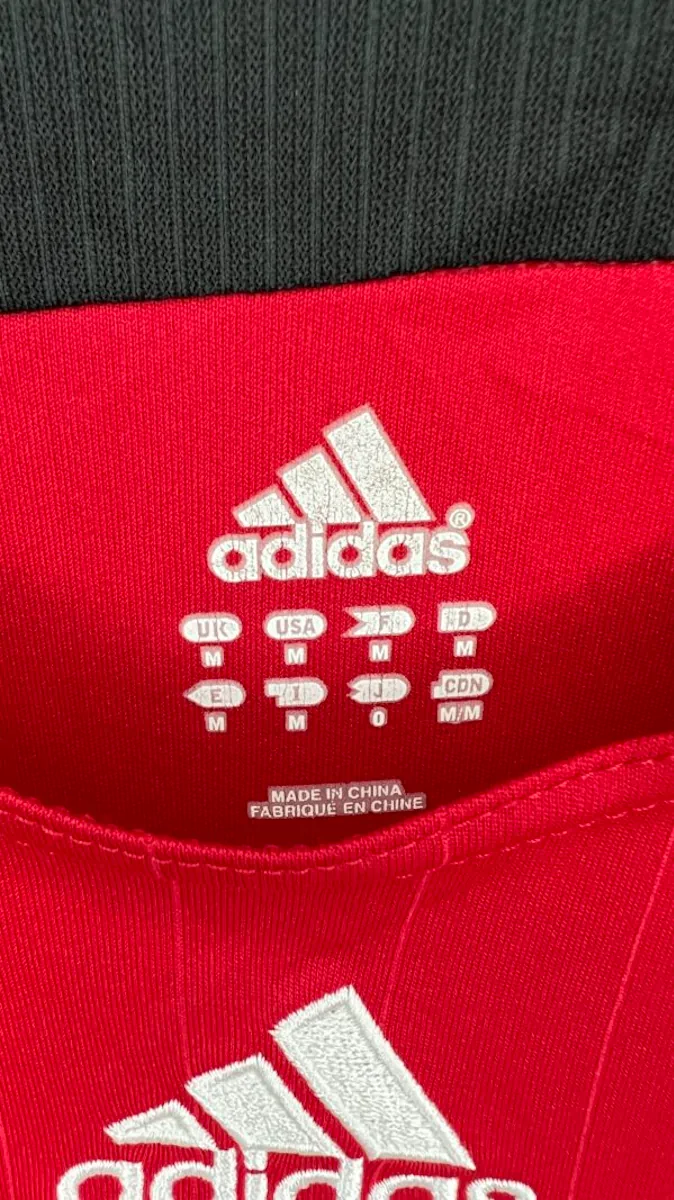 adidas®
UK USA F D
M M M M
E I J CDN
M M O M/M
MADE IN CHINA
FABRIQUÉ EN CHINE
adidas